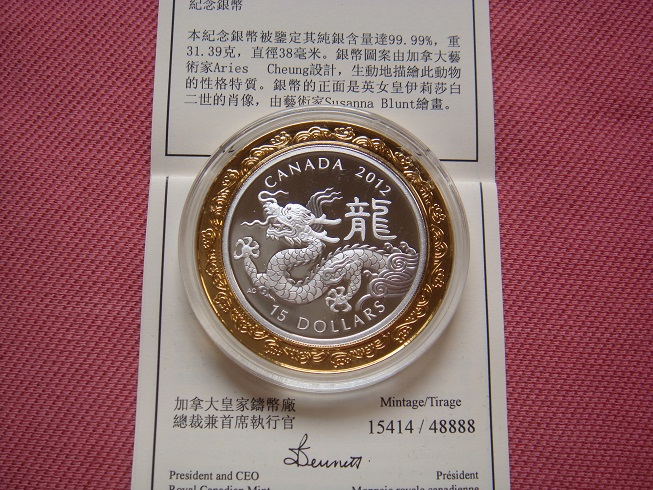 紀念銀幣
本紀念銀幣被鑒定其純銀含量達99.99%，重
31.39克，直徑38毫米。銀幣圖案由加拿大藝
術家Aries Cheung設計，生動地描繪此動物
的性格特質。銀幣的正面是英女皇伊莉莎白
二世的肖像，由藝術家Susanna Blunt繪畫。
CANADA 2012
龍
15 DOLLARS
加拿大皇家鑄幣廠
總裁兼首席執行官
Mintage/Tirage
15414 / 48888
Bennett
President and CEO
Royal Canadian Mint
Président
Monnaie royale canadienne